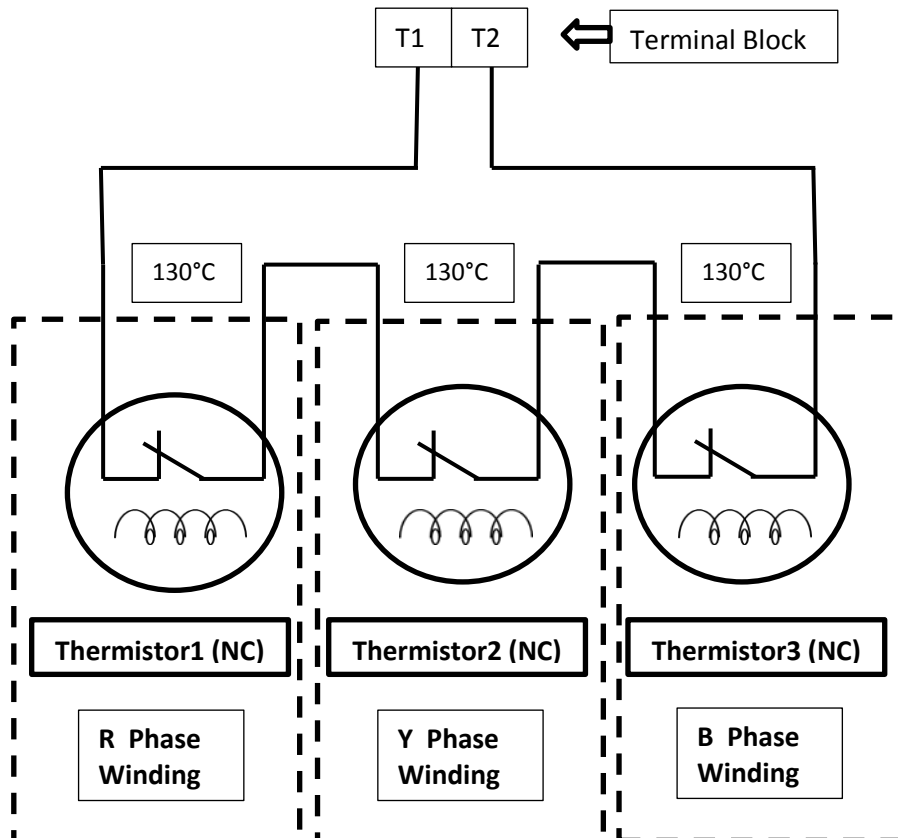 T1 T2
Terminal Block
130°C 130°C 130°C
Thermistor1 (NC) Thermistor2 (NC) Thermistor3 (NC)
R Phase Y Phase B Phase
Winding Winding Winding